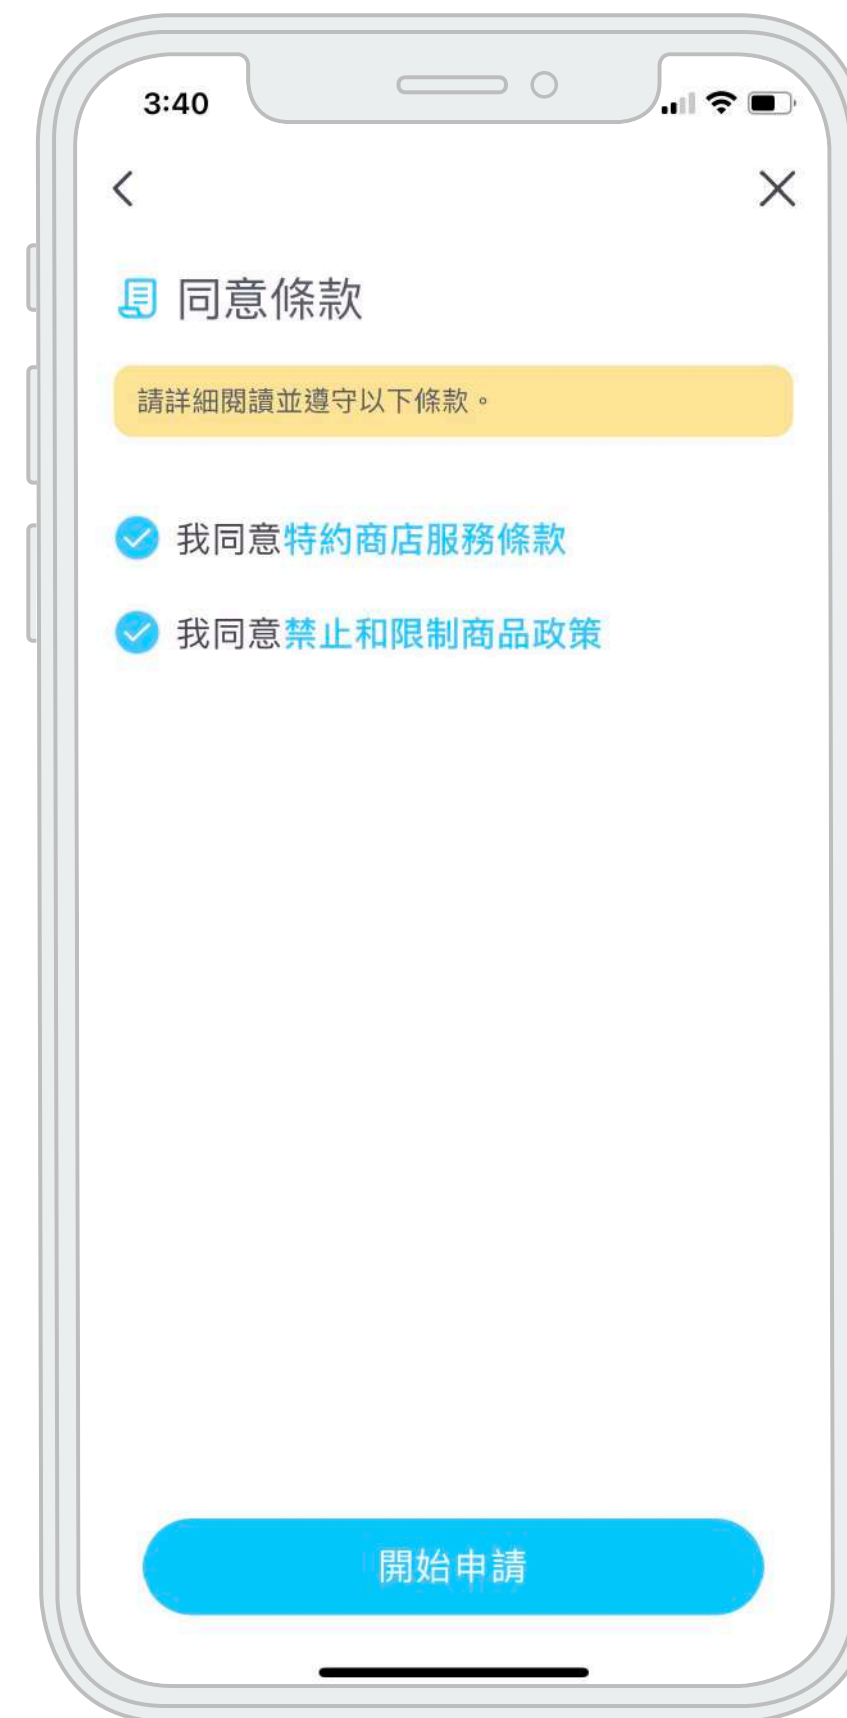 3:40
同意條款
請詳細閱讀並遵守以下條款。
我同意特約商店服務條款
我同意禁止和限制商品政策
開始申請